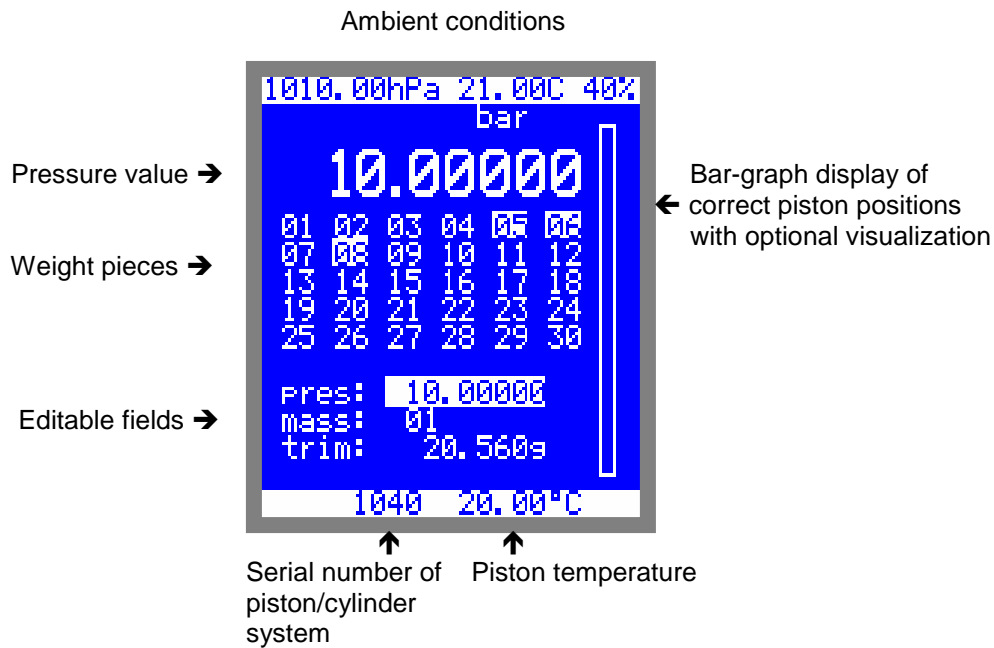 Ambient conditions
1010.00hPa 21.00C 40%
bar
Pressure value ➔
10.00000
Bar-graph display of
🡸 correct piston positions
with optional visualization
01 02 03 04 05 06
07 08 09 10 11 12
13 14 15 16 17 18
19 20 21 22 23 24
25 26 27 28 29 30
Weight pieces ➔
pres: 10.00000
mass: 01
trim: 20.560g
Editable fields ➔
1040 20.00°C
Serial number of
piston/cylinder
system
Piston temperature